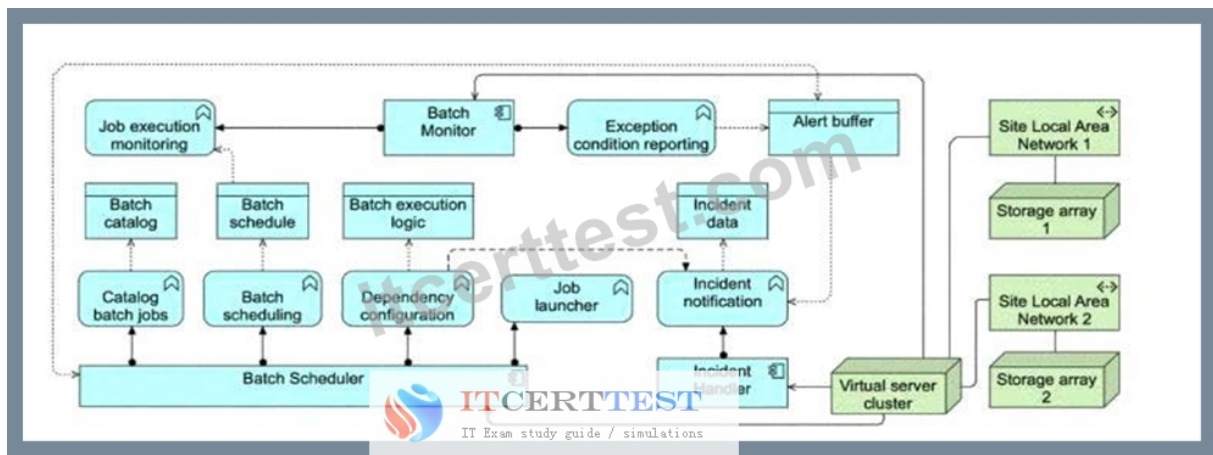 Job execution
monitoring
Batch
Monitor
Exception
condition reporting
Alert buffer
Site Local Area
Network 1
Batch
catalog
Batch
schedule
Batch execution
logic
Incident
data
Storage array
1
Catalog
batch jobs
Batch
scheduling
Dependency
configuration
Job
launcher
Incident
notification
Site Local Area
Network 2
Batch Scheduler
Incident
Handler
Virtual server
cluster
Storage array
2
itcerttest.com
ITCERTTEST
IT Exam study guide / simulations